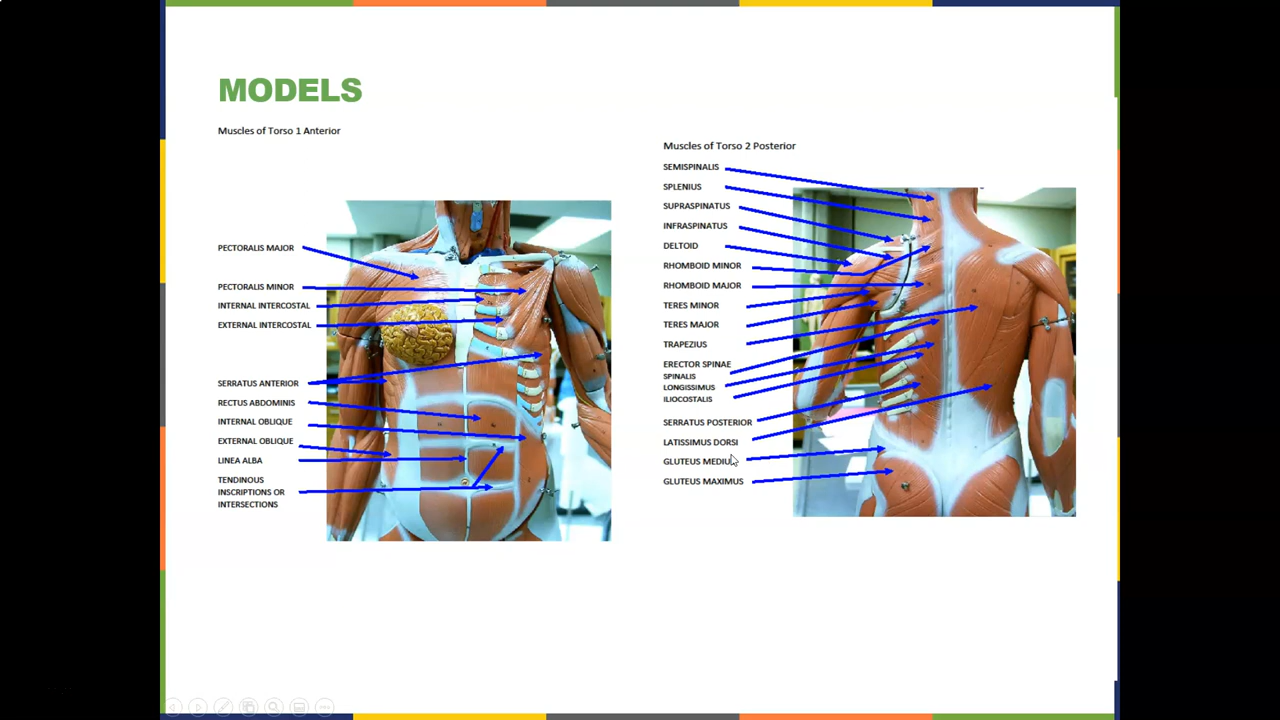 MODELS
Muscles of Torso 1 Anterior
PECTORALIS MAJOR
PECTORALIS MINOR
INTERNAL INTERCOSTAL
EXTERNAL INTERCOSTAL
SERRATUS ANTERIOR
RECTUS ABDOMINIS
INTERNAL OBLIQUE
EXTERNAL OBLIQUE
LINEA ALBA
TENDINOUS
INSCRIPTIONS OR
INTERSECTIONS
Muscles of Torso 2 Posterior
SEMISPINALIS
SPLENIUS
SUPRASPINATUS
INFRASPINATUS
DELTOID
RHOMBOID MINOR
RHOMBOID MAJOR
TERES MINOR
TERES MAJOR
TRAPEZIUS
ERECTOR SPINAE
SPINALIS
LONGISSIMUS
ILIOCOSTALIS
SERRATUS POSTERIOR
LATISSIMUS DORSI
GLUTEUS MEDIUS
GLUTEUS MAXIMUS